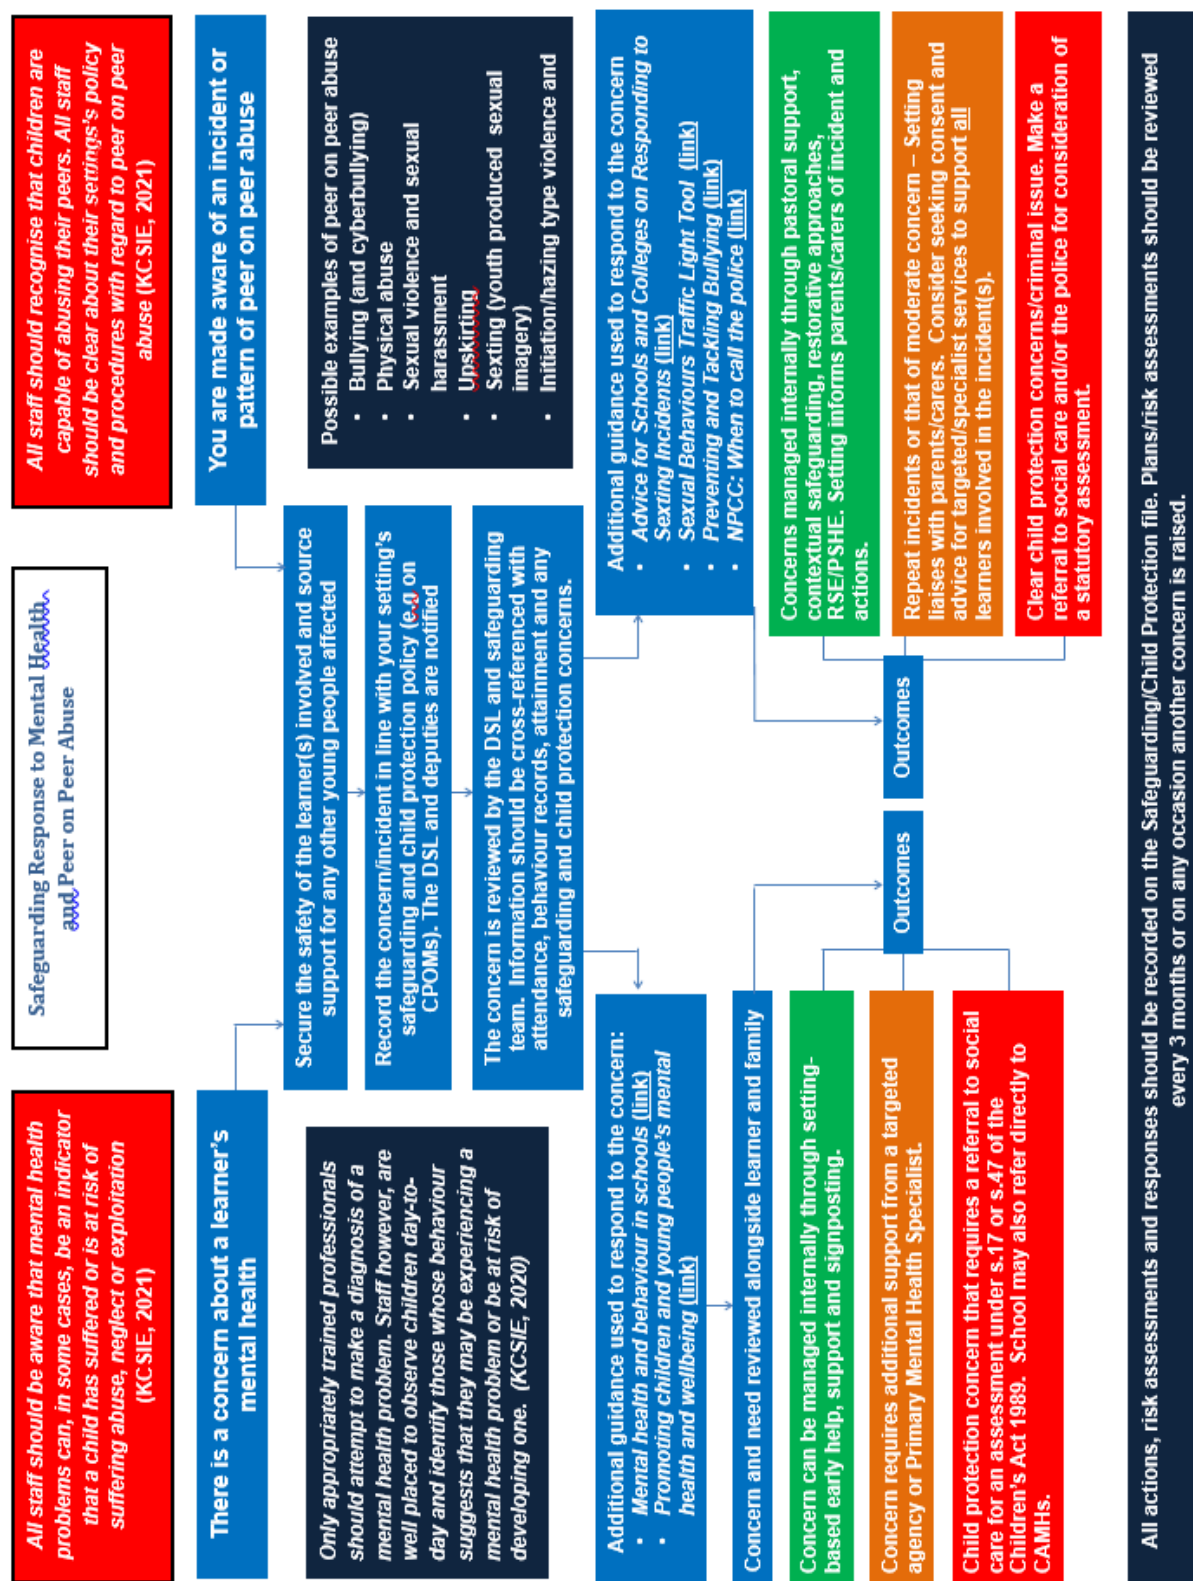 All staff should be aware that mental health
problems can, in some cases, be an indicator
that a child has suffered or is at risk of
suffering abuse, neglect or exploitation
(KCSIE, 2021)
Safeguarding Response to Mental Health
and Peer on Peer Abuse
All staff should recognise that children are
capable of abusing their peers. All staff
should be clear about their settings's policy
and procedures with regard to peer on peer
abuse (KCSIE, 2021)
There is a concern about a learner's
mental health
You are made aware of an incident or
pattern of peer on peer abuse
Secure the safety of the learner(s) involved and source
support for any other young people affected
Record the concern/incident in line with your setting's
safeguarding and child protection policy (e.g on
CPOMs). The DSL and deputies are notified
The concern is reviewed by the DSL and safeguarding
team. Information should be cross-referenced with
attendance, behaviour records, attainment and any
safeguarding and child protection concerns.
Only appropriately trained professionals
should attempt to make a diagnosis of a
mental health problem. Staff however, are
well placed to observe children day-to-
day and identify those whose behaviour
suggests that they may be experiencing a
mental health problem or be at risk of
developing one. (KCSIE, 2020)
Possible examples of peer on peer abuse
• Bullying (and cyberbullying)
• Physical abuse
• Sexual violence and sexual
harassment
• Upskirting
• Sexting (youth produced sexual
imagery)
• Initiation/hazing type violence and
Additional guidance used to respond to the concern:
• Mental health and behaviour in schools (link)
• Promoting children and young people's mental
health and wellbeing (link)
Concern and need reviewed alongside learner and family
Concern can be managed internally through setting-
based early help, support and signposting.
Concern requires additional support from a targeted
agency or Primary Mental Health Specialist.
Child protection concern that requires a referral to social
care for an assessment under s.17 or s.47 of the
Children's Act 1989. School may also refer directly to
CAMHs.
Outcomes
Additional guidance used to respond to the concern
• Advice for Schools and Colleges on Responding to
Sexting Incidents (link)
• Sexual Behaviours Traffic Light Tool (link)
• Preventing and Tackling Bullying (link)
• NPCC: When to call the police (link)
Outcomes
Concerns managed internally through pastoral support,
contextual safeguarding, restorative approaches,
RSE/PSHE. Setting informs parents/carers of incident and
actions.
Repeat incidents or that of moderate concern – Setting
liaises with parents/carers. Consider seeking consent and
advice for targeted/specialist services to support all
learners involved in the incident(s).
Clear child protection concerns/criminal issue. Make a
referral to social care and/or the police for consideration of
a statutory assessment.
All actions, risk assessments and responses should be recorded on the Safeguarding/Child Protection file. Plans/risk assessments should be reviewed
every 3 months or on any occasion another concern is raised.